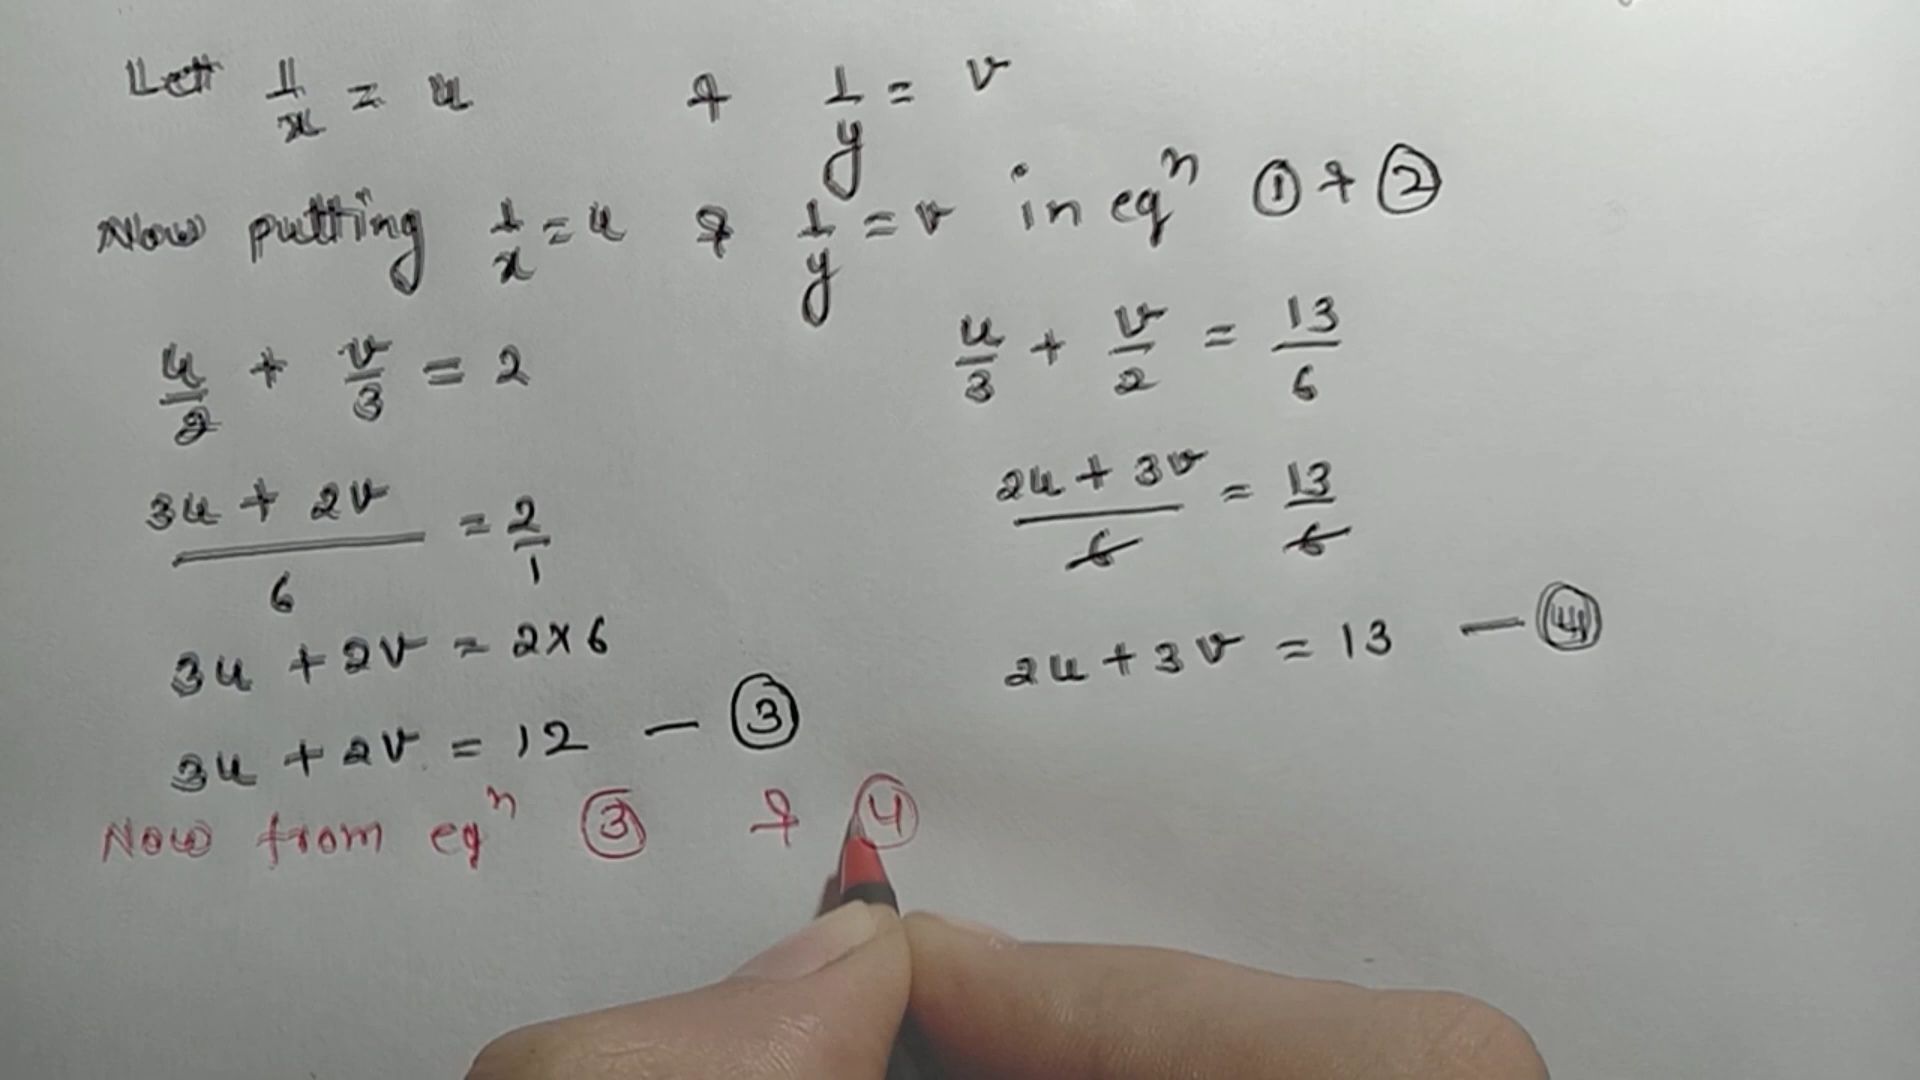 Let 1/x = u & 1/y = v
Now putting 1/x = u & 1/y = v in eqⁿ ① & ②
u/2 + v/3 = 2
3u + 2v/6 = 2/1
3u + 2v = 2×6
3u + 2v = 12 — ③
u/3 + v/2 = 13/6
2u + 3v/6 = 13/6
2u + 3v = 13 — ④
Now from eqⁿ ③ & ④